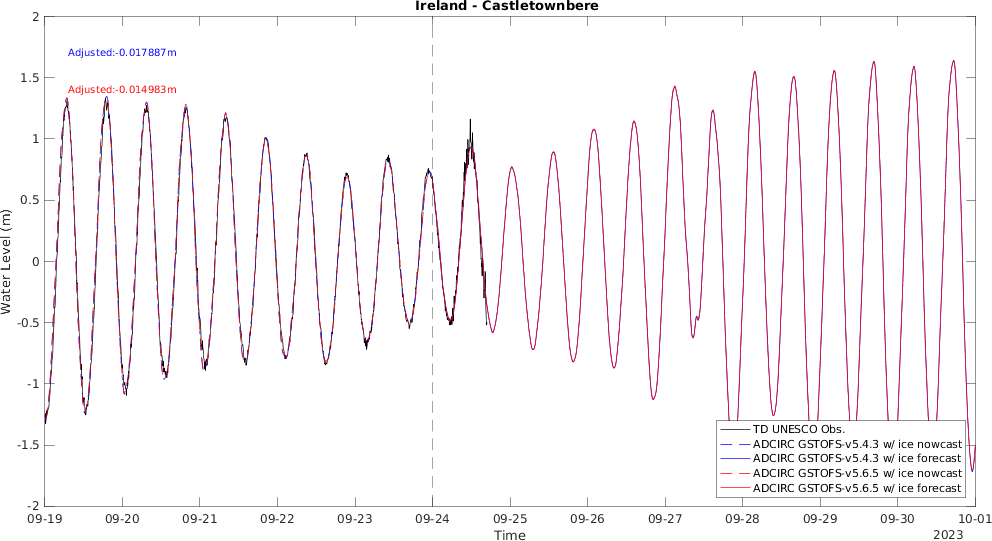 Ireland - Castletownbere
Water Level (m)
2
1.5
1
0.5
0
-0.5
-1
-1.5
-2
Adjusted:-0.017887m
Adjusted:-0.014983m
TD UNESCO Obs.
ADCIRC GSTOFS-v5.4.3 w/ ice nowcast
ADCIRC GSTOFS-v5.4.3 w/ ice forecast
ADCIRC GSTOFS-v5.6.5 w/ ice nowcast
ADCIRC GSTOFS-v5.6.5 w/ ice forecast
09-19 09-20 09-21 09-22 09-23 09-24 09-25 09-26 09-27 09-28 09-29 09-30 10-01
Time
2023